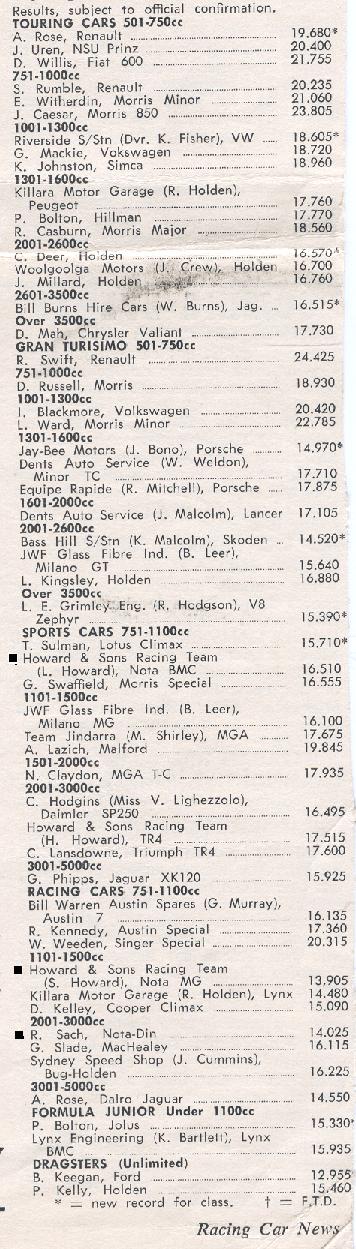 Results, subject to official confirmation.
TOURING CARS 501-750cc
A. Rose, Renault ........ 19.680*
J. Uren, NSU Prinz ........ 20.400
D. Willis, Fiat 600 ........ 21.755
751-1000cc
S. Rumble, Renault ........ 20.235
E. Witherdin, Morris Minor ........ 21.060
J. Caesar, Morris 850 ........ 23.805
1001-1300cc
Riverside S/Stn (Dvr. K. Fisher), VW ..... 18.605*
G. Mackie, Vokswagen ........ 18.720
K. Johnston, Simca ........ 18.960
1301-1600cc
Killara Motor Garage (R. Holden),
Peugeot ........ 17.760
P. Bolton, Hillman ........ 17.770
R. Casburn, Morris Major ........ 18.560
2001-2600cc
C. Deer, Holden ........ 16.570*
Woolgoolga Motors (J. Crew), Holden 16.700
J. Millard, Holden ........ 16.760
2601-3500cc
Bill Burns Hire Cars (W. Burns), Jag. ... 16.515*
Over 3500cc
D. Mah, Chrysler Valiant ........ 17.730
GRAN TURISIMO 501-750cc
R. Swift, Renault ........ 24.425
751-1000cc
D. Russell, Morris ........ 18.930
1001-1300cc
I. Blackmore, Volkswagen ........ 20.420
L. Ward, Morris Minor ........ 22.785
1301-1600cc
Jay-Bee Motors (J. Bono), Porsche ........ 14.970*
Dents Auto Service (W. Weldon),
Minor TC ........ 17.710
Equipe Rapide (R. Mitchell), Porsche ..... 17.875
1601-2000cc
Dents Auto Service (J. Malcolm), Lancer 17.105
2001-2600cc
Bass Hill S/Stn (K. Malcolm), Skoden .. 14.520*
JWF Glass Fibre Ind. (B. Leer),
Milano GT ........ 15.640
L. Kingsley, Holden ........ 16.880
Over 3500cc
L. E. Grimley Eng. (R. Hodgson), V8
Zephyr ........ 15.390*
SPORTS CARS 751-1100cc
T. Sulman, Lotus Climax ........ 15.710*
■ Howard & Sons Racing Team
(L. Howard), Nota BMC ........ 16.510
G. Swaffield, Morris Special ........ 16.555
1101-1500cc
JWF Glass Fibre Ind. (B. Leer),
Milano MG ........ 16.100
Team Jindarra (M. Shirley), MGA ........ 17.675
A. Lazich, Malford ........ 19.845
1501-2000cc
N. Claydon, MGA T-C ........ 17.935
2001-3000cc
C. Hodgins (Miss V. Lighezzolo),
Daimler SP250 ........ 16.495
Howard & Sons Racing Team
(H. Howard), TR4 ........ 17.515
C. Lansdowne, Triumph TR4 ........ 17.600
3001-5000cc
G. Phipps, Jaguar XK120 ........ 15.925
RACING CARS 751-1100cc
Bill Warren Austin Spares (G. Murray),
Austin 7 ........ 16.135
R. Kennedy, Austin Special ........ 17.360
W. Weeden, Singer Special ........ 20.315
1101-1500cc
■ Howard & Sons Racing Team
(S. Howard), Nota MG ........ 13.905
Killara Motor Garage (R. Holden), Lynx 14.480
D. Kelley, Cooper Climax ........ 15.090
2001-3000cc
■ R. Sach, Nota-Din ........ 14.025
G. Slade, MacHealey ........ 16.115
Sydney Speed Shop (J. Cummins),
Bug-Holden ........ 16.225
3001-5000cc
A. Rose, Dalro Jaguar ........ 14.550
FORMULA JUNIOR Under 1100cc
P. Bolton, Jolus ........ 15.330*
Lynx Engineering (K. Bartlett), Lynx
BMC ........ 15.935
DRAGSTERS (Unlimited)
B. Keegan, Ford ........ 12.955*
P. Kelly, Holden ........ 15.460
* = new record for class. † = F.T.D.
Racing Car News